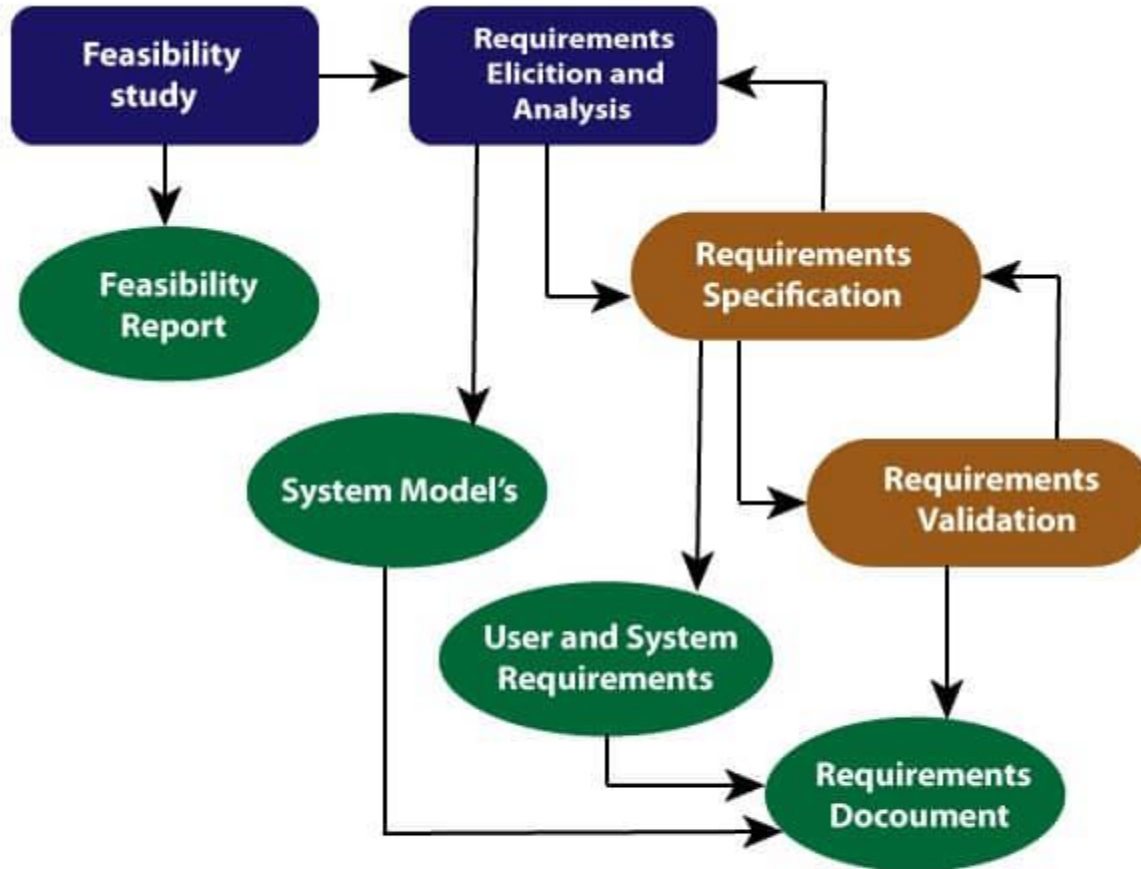 Feasibility
study
Requirements
Elicition and
Analysis
Feasibility
Report
Requirements
Specification
System Model's
Requirements
Validation
User and System
Requirements
Requirements
Docoument